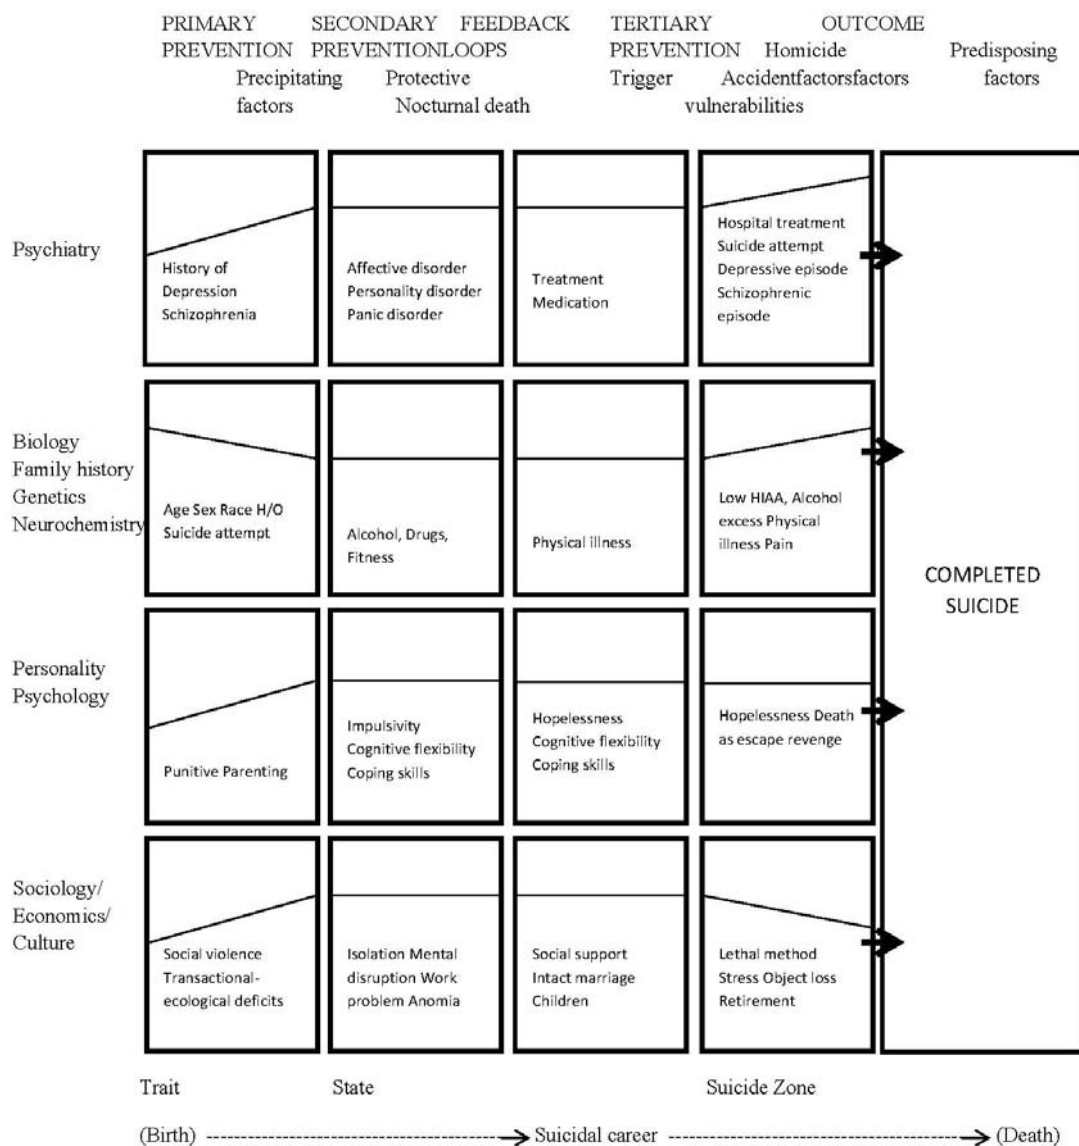 PRIMARY SECONDARY FEEDBACK TERTIARY OUTCOME
PREVENTION PREVENTIONLOOPS PREVENTION Homicide Predisposing
Precipitating Protective Trigger Accidentfactorsfactors factors
factors Nocturnal death vulnerabilities
Psychiatry
History of
Depression
Schizophrenia
Affective disorder
Personality disorder
Panic disorder
Treatment
Medication
Hospital treatment
Suicide attempt
Depressive episode
Schizophrenic
episode
Biology
Family history
Genetics
Neurochemistry
Age Sex Race H/O
Suicide attempt
Alcohol, Drugs,
Fitness
Physical illness
Low HIAA, Alcohol
excess Physical
illness Pain
COMPLETED
SUICIDE
Personality
Psychology
Punitive Parenting
Impulsivity
Cognitive flexibility
Coping skills
Hopelessness
Cognitive flexibility
Coping skills
Hopelessness Death
as escape revenge
Sociology/
Economics/
Culture
Social violence
Transactional-
ecological deficits
Isolation Mental
disruption Work
problem Anomia
Social support
Intact marriage
Children
Lethal method
Stress Object loss
Retirement
Trait State Suicide Zone
(Birth) Suicidal career (Death)